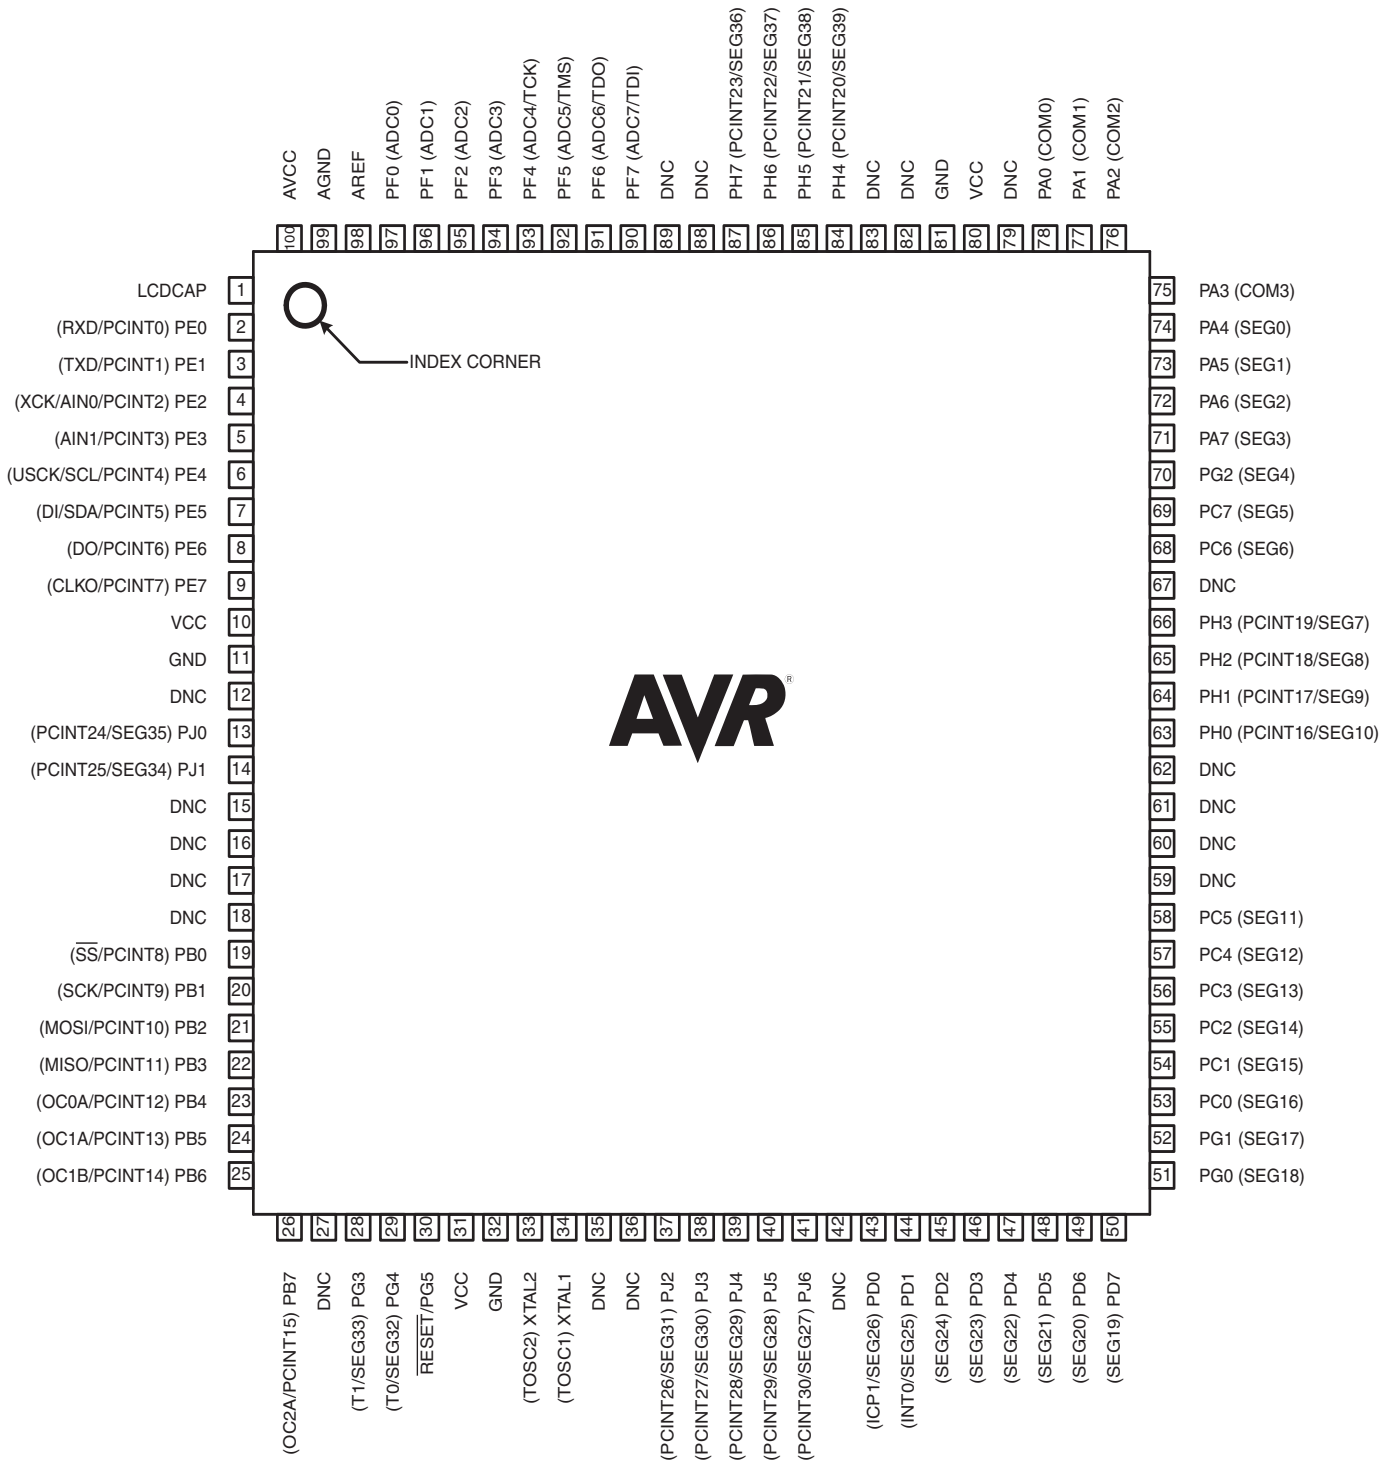 AVCC
AGND
AREF
PF0 (ADC0)
PF1 (ADC1)
PF2 (ADC2)
PF3 (ADC3)
PF4 (ADC4/TCK)
PF5 (ADC5/TMS)
PF6 (ADC6/TDO)
PF7 (ADC7/TDI)
DNC
DNC
PH7 (PCINT23/SEG36)
PH6 (PCINT22/SEG37)
PH5 (PCINT21/SEG38)
PH4 (PCINT20/SEG39)
DNC
DNC
GND
VCC
DNC
PA0 (COM0)
PA1 (COM1)
PA2 (COM2)
100
99
98
97
96
95
94
93
92
91
90
89
88
87
86
85
84
83
82
81
80
79
78
77
76
LCDCAP 1
(RXD/PCINT0) PE0 2
(TXD/PCINT1) PE1 3
(XCK/AIN0/PCINT2) PE2 4
(AIN1/PCINT3) PE3 5
(USCK/SCL/PCINT4) PE4 6
(DI/SDA/PCINT5) PE5 7
(DO/PCINT6) PE6 8
(CLKO/PCINT7) PE7 9
VCC 10
GND 11
DNC 12
(PCINT24/SEG35) PJ0 13
(PCINT25/SEG34) PJ1 14
DNC 15
DNC 16
DNC 17
DNC 18
(SS/PCINT8) PB0 19
(SCK/PCINT9) PB1 20
(MOSI/PCINT10) PB2 21
(MISO/PCINT11) PB3 22
(OC0A/PCINT12) PB4 23
(OC1A/PCINT13) PB5 24
(OC1B/PCINT14) PB6 25
INDEX CORNER
AVR®
75 PA3 (COM3)
74 PA4 (SEG0)
73 PA5 (SEG1)
72 PA6 (SEG2)
71 PA7 (SEG3)
70 PG2 (SEG4)
69 PC7 (SEG5)
68 PC6 (SEG6)
67 DNC
66 PH3 (PCINT19/SEG7)
65 PH2 (PCINT18/SEG8)
64 PH1 (PCINT17/SEG9)
63 PH0 (PCINT16/SEG10)
62 DNC
61 DNC
60 DNC
59 DNC
58 PC5 (SEG11)
57 PC4 (SEG12)
56 PC3 (SEG13)
55 PC2 (SEG14)
54 PC1 (SEG15)
53 PC0 (SEG16)
52 PG1 (SEG17)
51 PG0 (SEG18)
26
27
28
29
30
31
32
33
34
35
36
37
38
39
40
41
42
43
44
45
46
47
48
49
50
(OC2A/PCINT15) PB7
DNC
(T1/SEG33) PG3
(T0/SEG32) PG4
RESET/PG5
VCC
GND
(TOSC2) XTAL2
(TOSC1) XTAL1
DNC
DNC
(PCINT26/SEG31) PJ2
(PCINT27/SEG30) PJ3
(PCINT28/SEG29) PJ4
(PCINT29/SEG28) PJ5
(PCINT30/SEG27) PJ6
DNC
(ICP1/SEG26) PD0
(INT0/SEG25) PD1
(SEG24) PD2
(SEG23) PD3
(SEG22) PD4
(SEG21) PD5
(SEG20) PD6
(SEG19) PD7